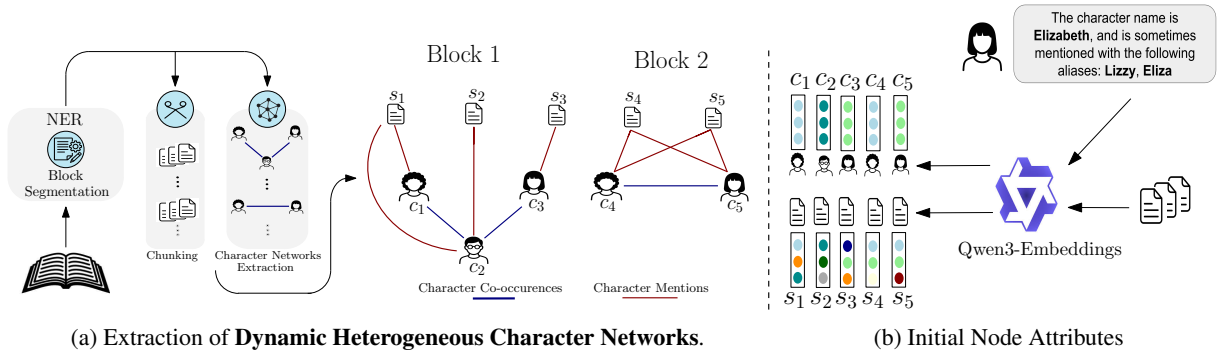 NER
Block
Segmentation
Chunking
Character Networks
Extraction
Block 1
s1
s2
s3
c1
c3
c2
Block 2
s4
s5
c4
c5
Character Co-occurences
Character Mentions
(a) Extraction of Dynamic Heterogeneous Character Networks.
The character name is
Elizabeth, and is sometimes
mentioned with the following
aliases: Lizzy, Eliza
c1 c2 c3 c4 c5
Qwen3-Embeddings
s1 s2 s3 s4 s5
(b) Initial Node Attributes